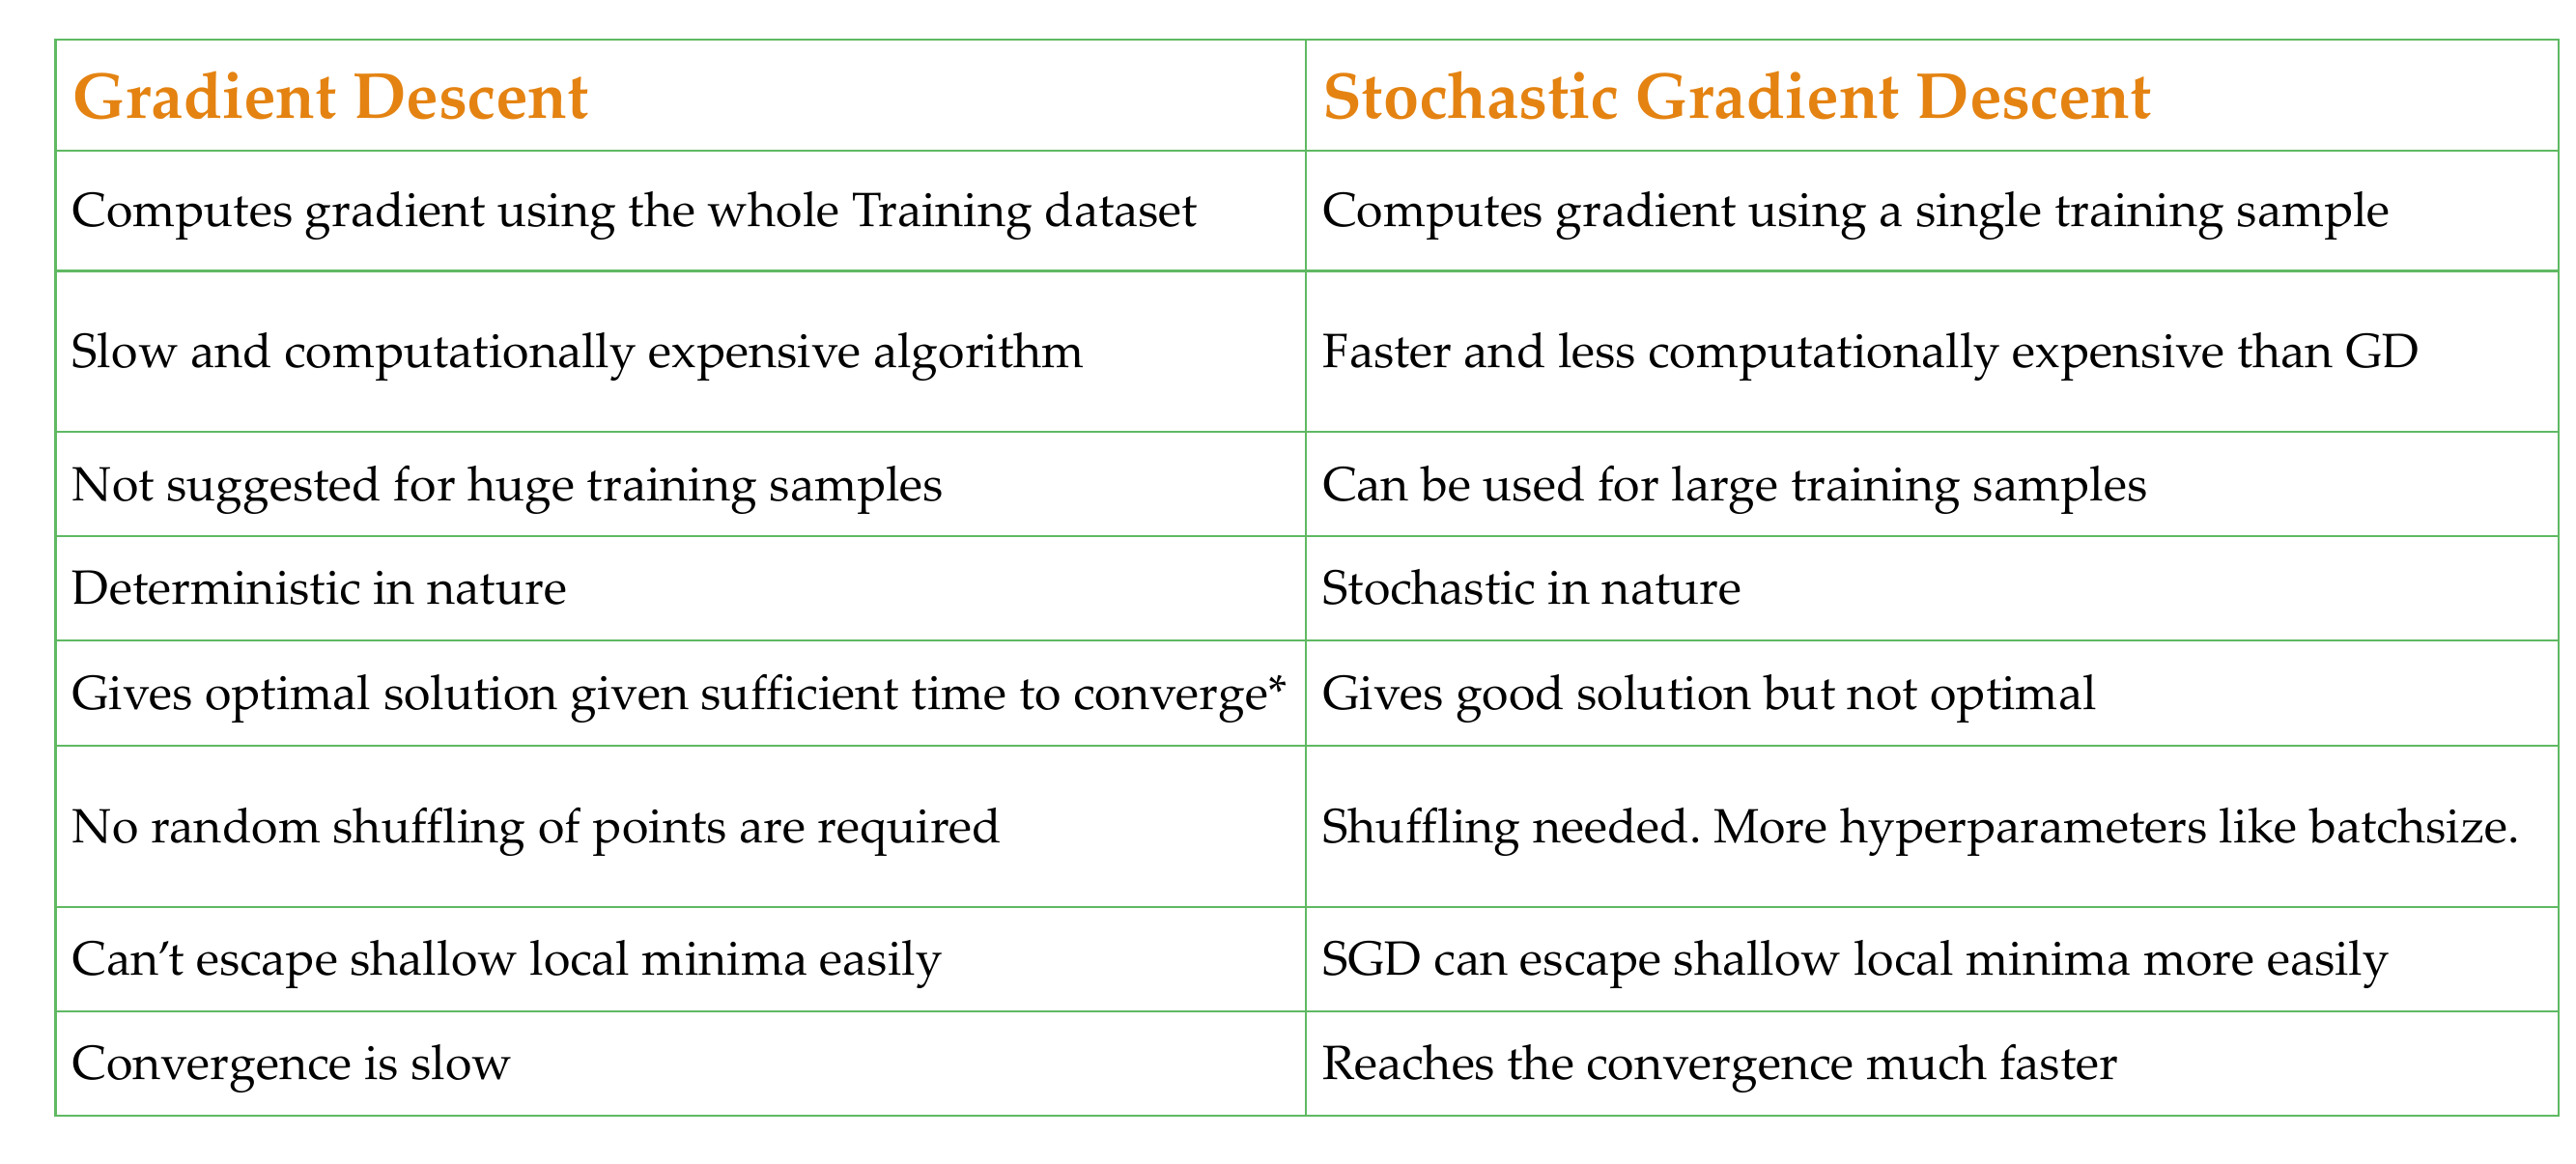 Gradient Descent
Stochastic Gradient Descent
Computes gradient using the whole Training dataset
Computes gradient using a single training sample
Slow and computationally expensive algorithm
Faster and less computationally expensive than GD
Not suggested for huge training samples
Can be used for large training samples
Deterministic in nature
Stochastic in nature
Gives optimal solution given sufficient time to converge*
Gives good solution but not optimal
No random shuffling of points are required
Shuffling needed. More hyperparameters like batchsize.
Can’t escape shallow local minima easily
SGD can escape shallow local minima more easily
Convergence is slow
Reaches the convergence much faster